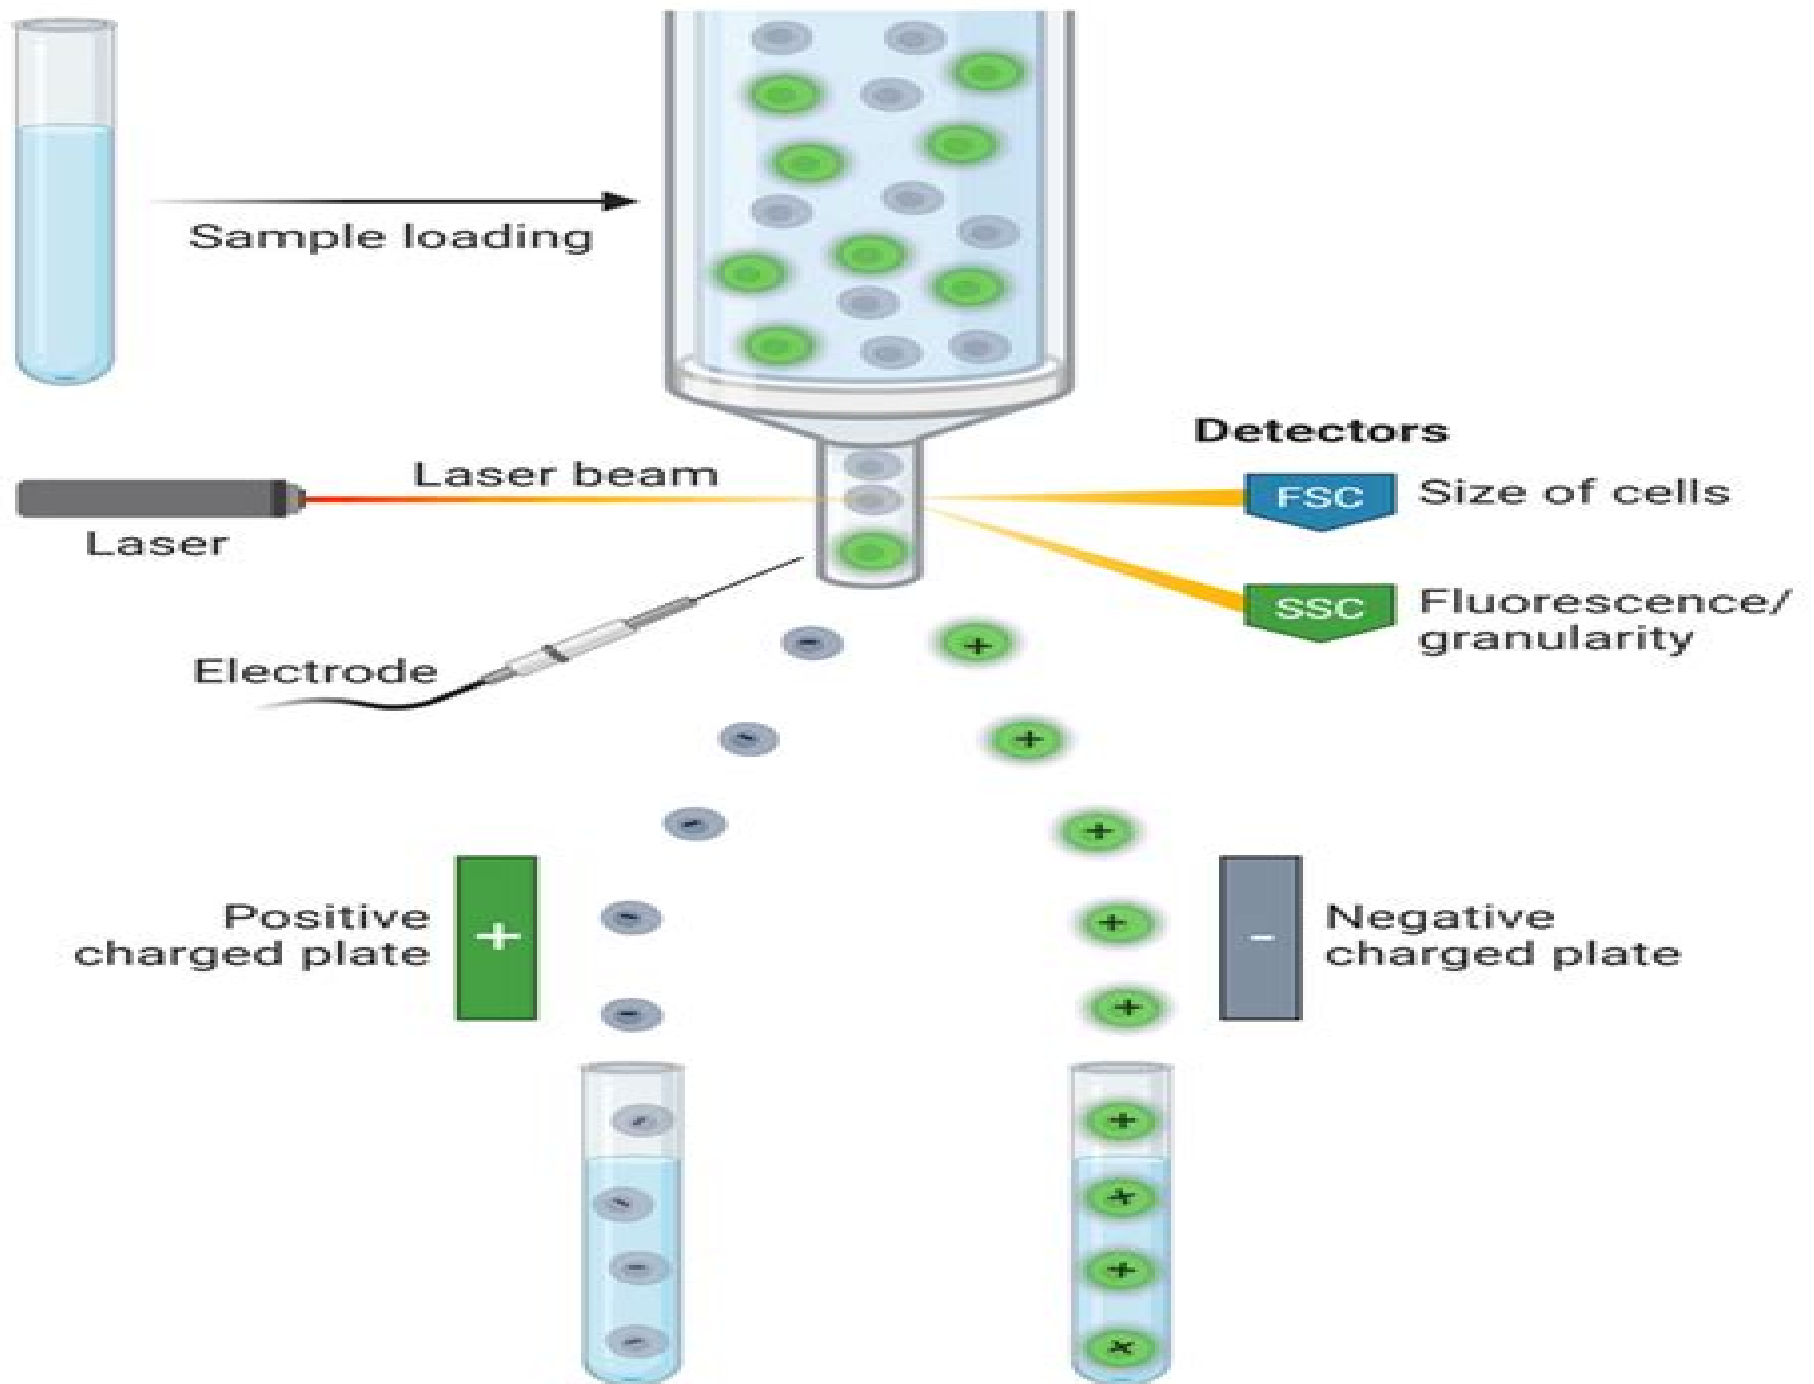 Sample loading
Detectors
Laser beam
FSC
Size of cells
Laser
SSC
Fluorescence/
granularity
Electrode
-
+
-
+
-
+
Positive
charged plate
+
-
+
-
Negative
charged plate
-
+
-
+
-
+
-
+
-
+